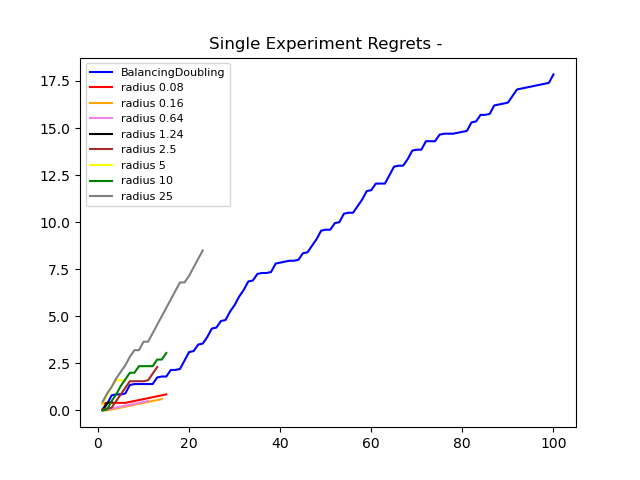 Single Experiment Regrets -
BalancingDoubling
radius 0.08
radius 0.16
radius 0.64
radius 1.24
radius 2.5
radius 5
radius 10
radius 25
17.5
15.0
12.5
10.0
7.5
5.0
2.5
0.0
0 20 40 60 80 100